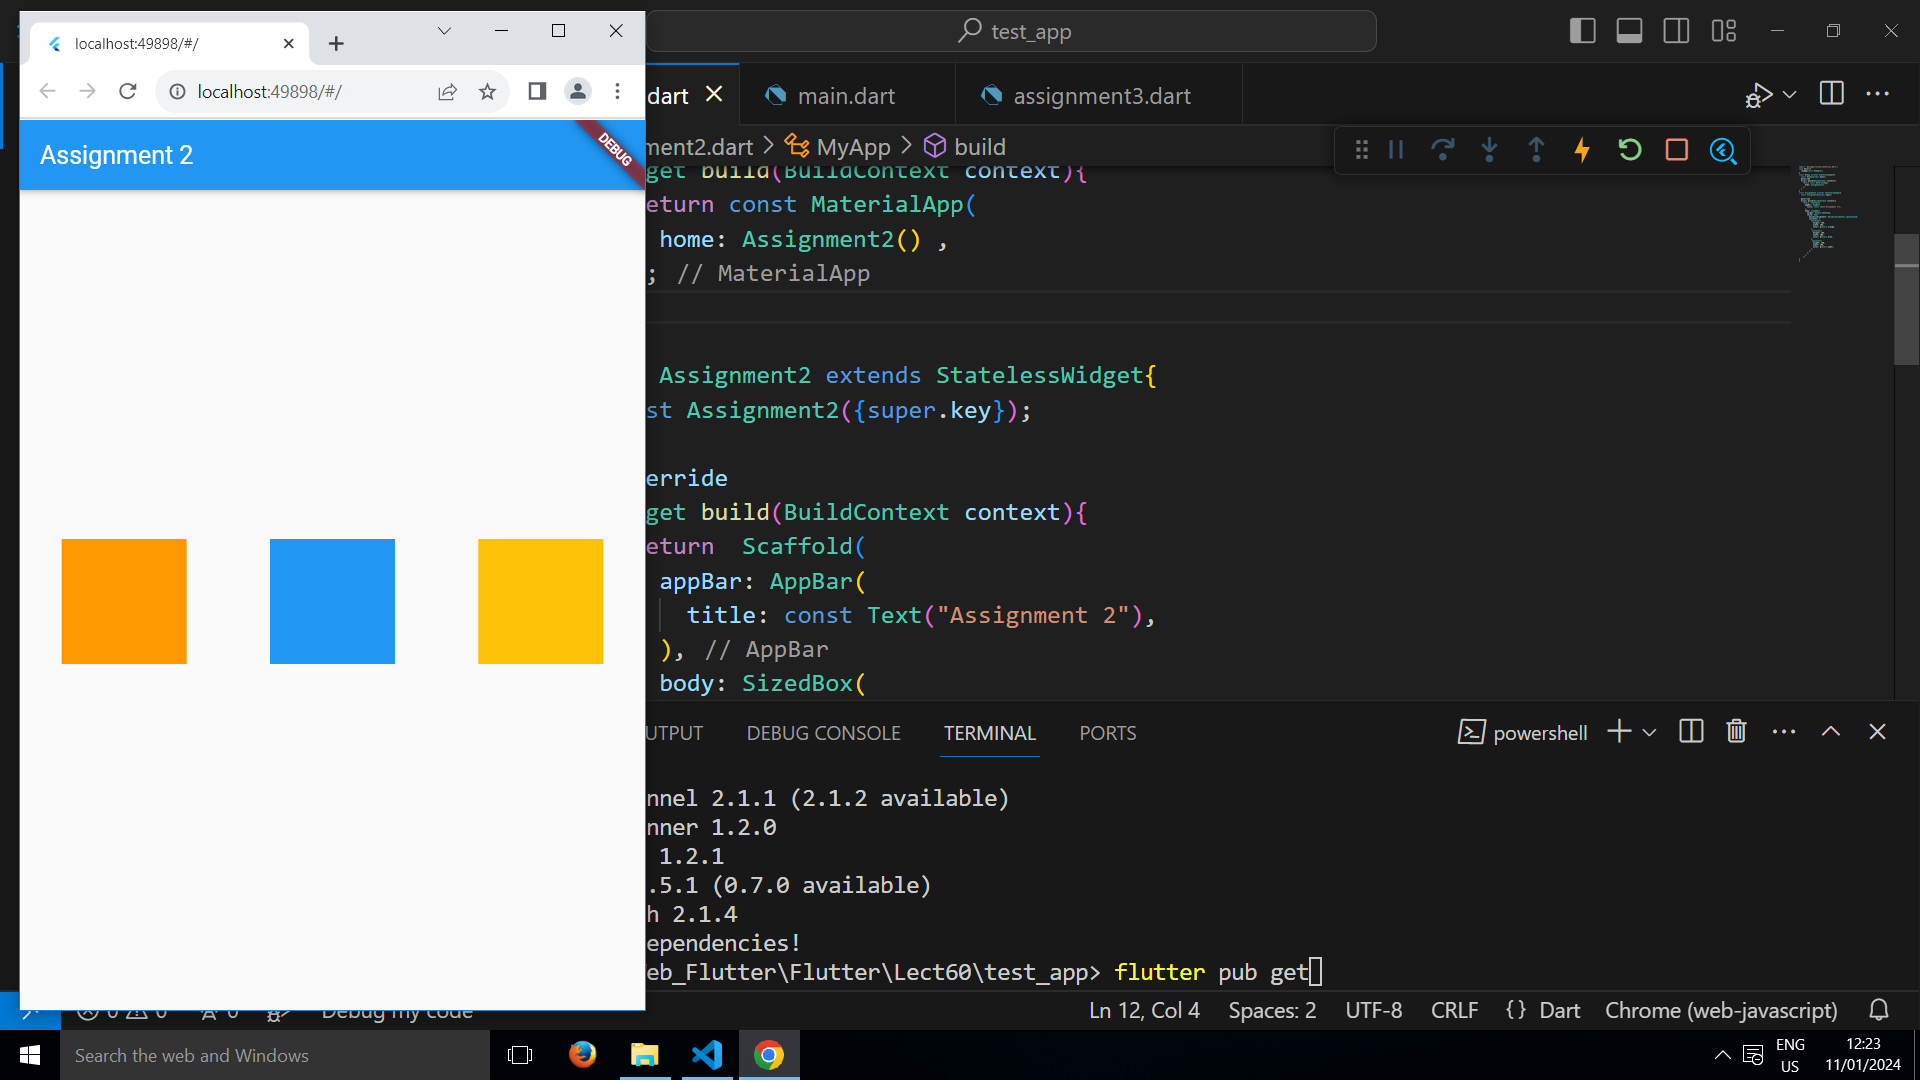 localhost:49898/#/
test_app
localhost:49898/#/
dart
main.dart
assignment3.dart
Assignment 2
DEBUG
ment2.dart > MyApp > build
get build(BuildContext context){
eturn const MaterialApp(
home: Assignment2() ,
; // MaterialApp
Assignment2 extends StatelessWidget{
st Assignment2({super.key});
erride
get build(BuildContext context){
eturn  Scaffold(
appBar: AppBar(
title: const Text("Assignment 2"),
), // AppBar
body: SizedBox(
UTPUT
DEBUG CONSOLE
TERMINAL
PORTS
powershell
nnel 2.1.1 (2.1.2 available)
nner 1.2.0
1.2.1
.5.1 (0.7.0 available)
h 2.1.4
ependencies!
eb_Flutter\Flutter\Lect60\test_app> flutter pub get
0 0 0 Debug my code
Ln 12, Col 4
Spaces: 2
UTF-8
CRLF
{} Dart
Chrome (web-javascript)
Search the web and Windows
ENG
US
12:23
11/01/2024